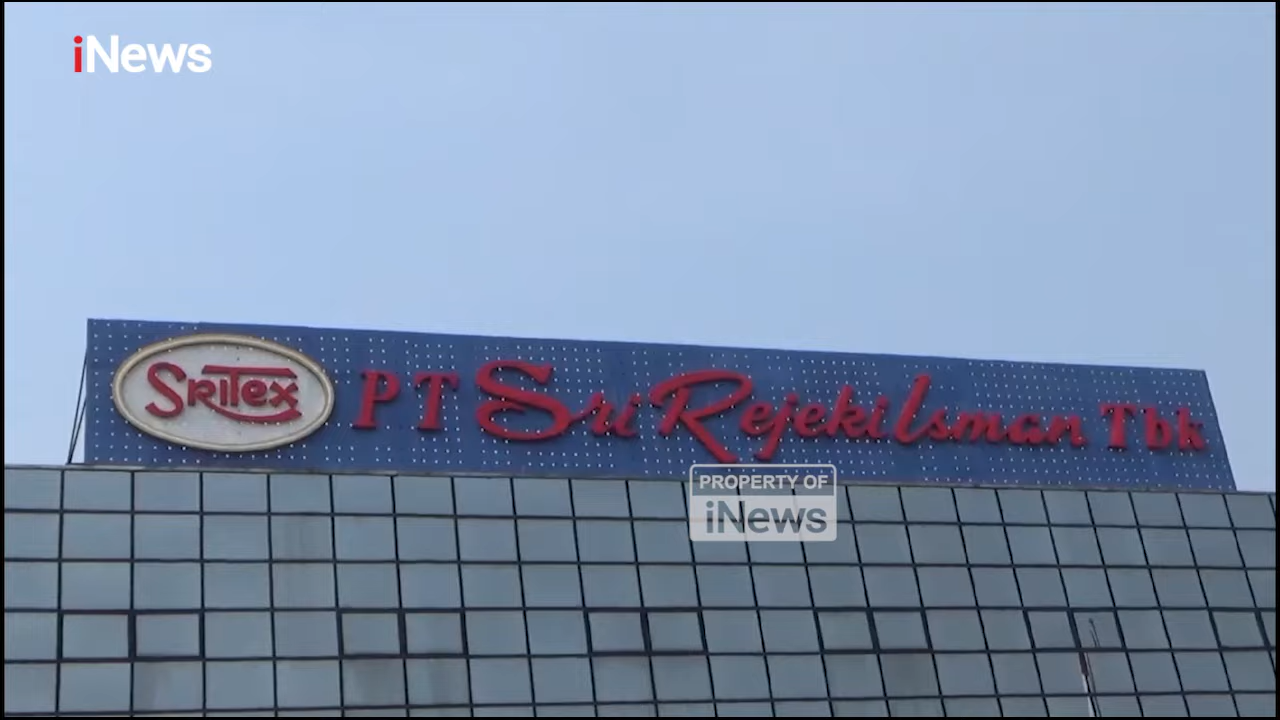 iNews
SRITex
PT Sri Rejeki Isman Tbk
PROPERTY OF
iNews